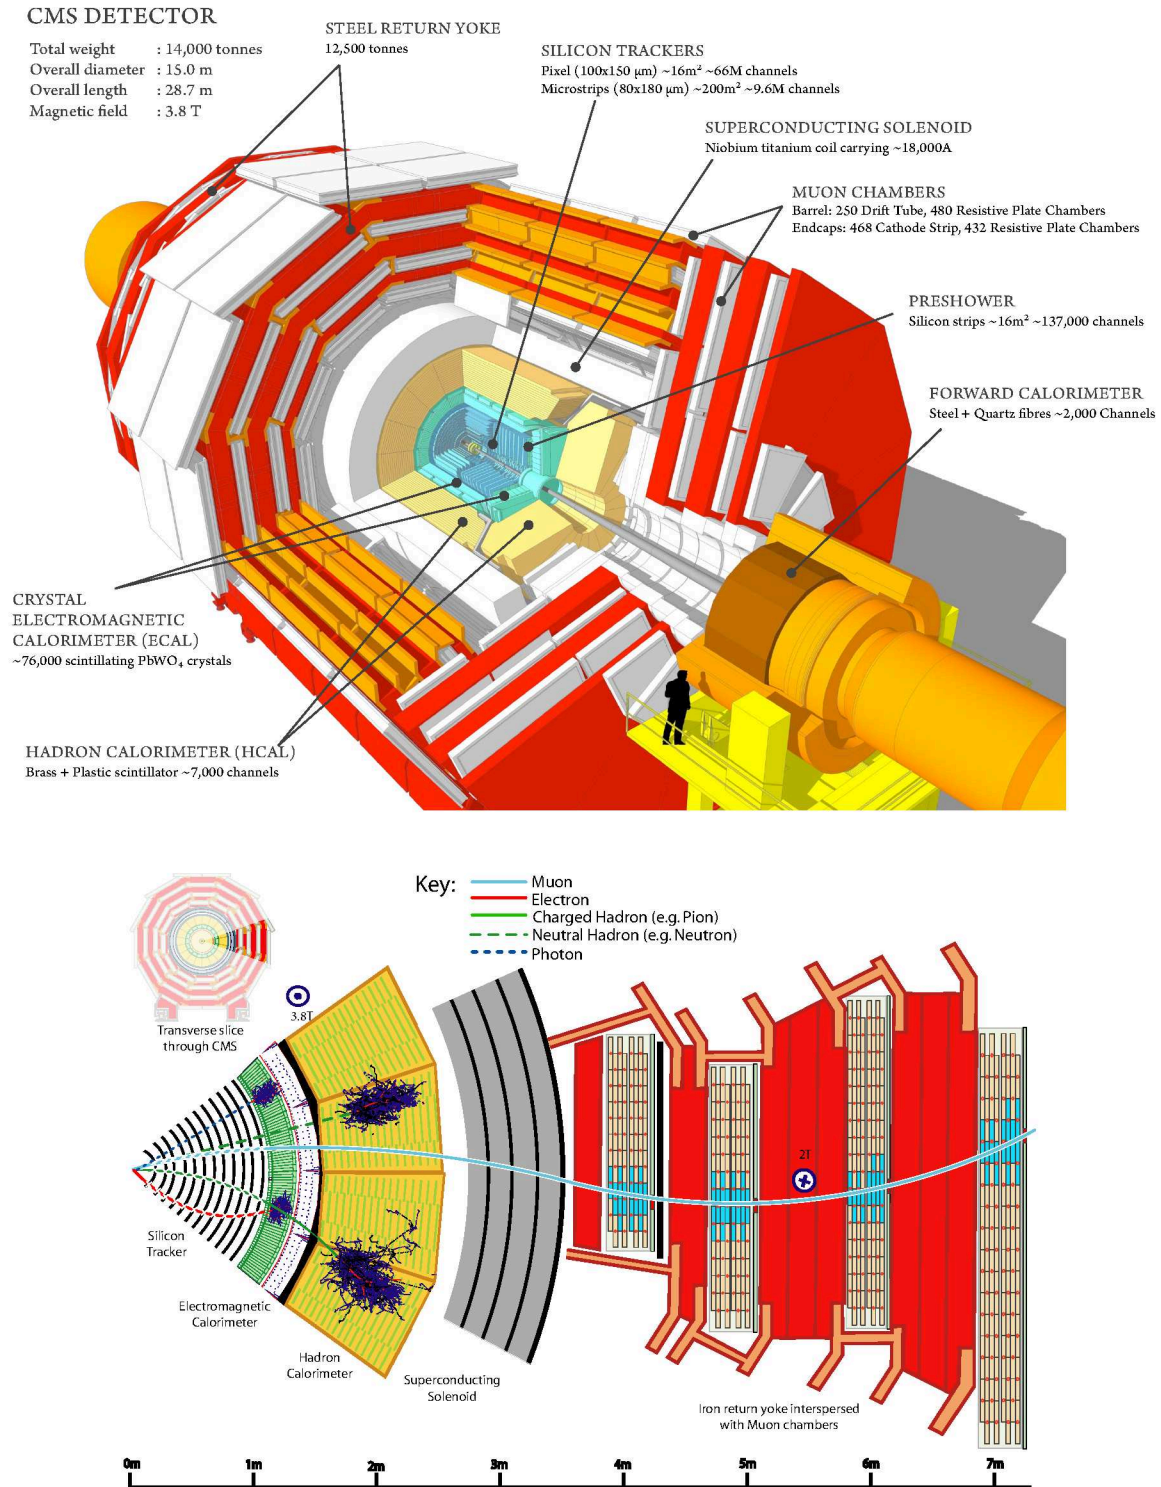 CMS DETECTOR
Total weight : 14,000 tonnes
Overall diameter : 15.0 m
Overall length : 28.7 m
Magnetic field : 3.8 T
STEEL RETURN YOKE
12,500 tonnes
SILICON TRACKERS
Pixel (100x150 μm) ~16m² ~66M channels
Microstrips (80x180 μm) ~200m² ~9.6M channels
SUPERCONDUCTING SOLENOID
Niobium titanium coil carrying ~18,000A
MUON CHAMBERS
Barrel: 250 Drift Tube, 480 Resistive Plate Chambers
Endcaps: 468 Cathode Strip, 432 Resistive Plate Chambers
PRESHOWER
Silicon strips ~16m² ~137,000 channels
FORWARD CALORIMETER
Steel + Quartz fibres ~2,000 Channels
CRYSTAL
ELECTROMAGNETIC
CALORIMETER (ECAL)
~76,000 scintillating PbWO₄ crystals
HADRON CALORIMETER (HCAL)
Brass + Plastic scintillator ~7,000 channels
Key:
Muon
Electron
Charged Hadron (e.g. Pion)
Neutral Hadron (e.g. Neutron)
Photon
Transverse slice
through CMS
3.8T
2T
Silicon
Tracker
Electromagnetic
Calorimeter
Hadron
Calorimeter
Superconducting
Solenoid
Iron return yoke interspersed
with Muon chambers
0m 1m 2m 3m 4m 5m 6m 7m